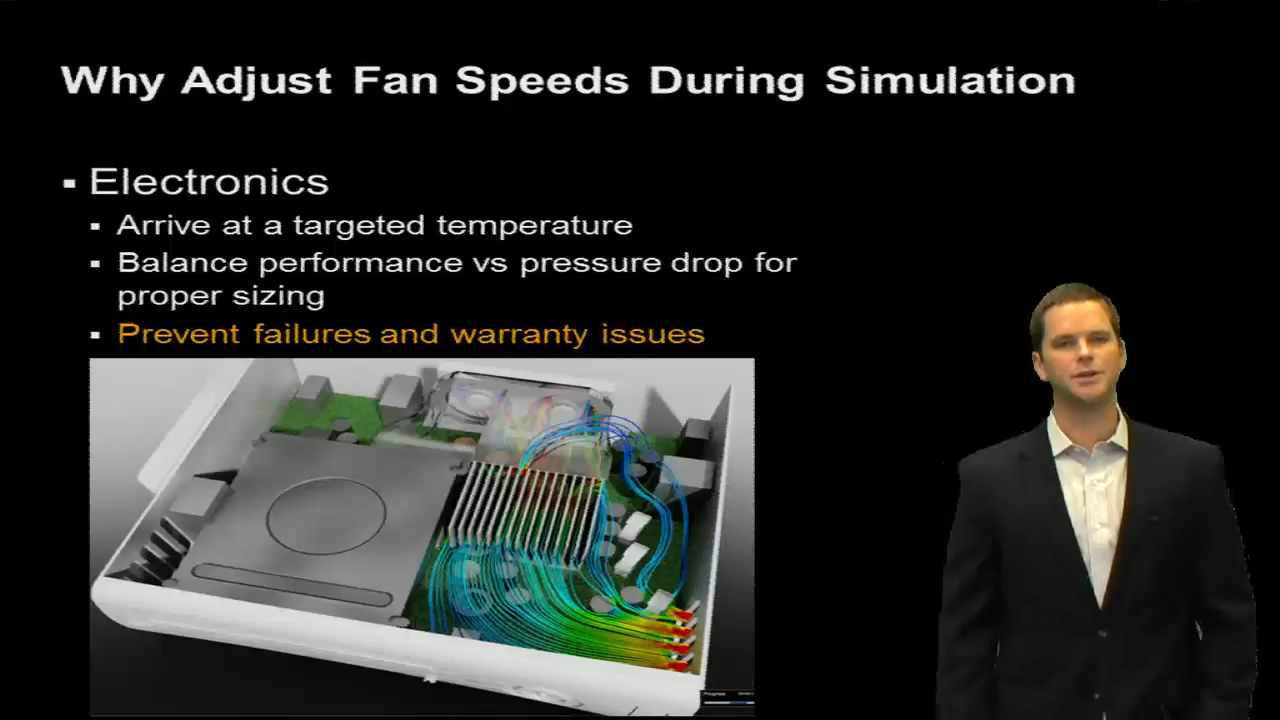 Why Adjust Fan Speeds During Simulation
▪ Electronics
▪ Arrive at a targeted temperature
▪ Balance performance vs pressure drop for
proper sizing
▪ Prevent failures and warranty issues
Progress